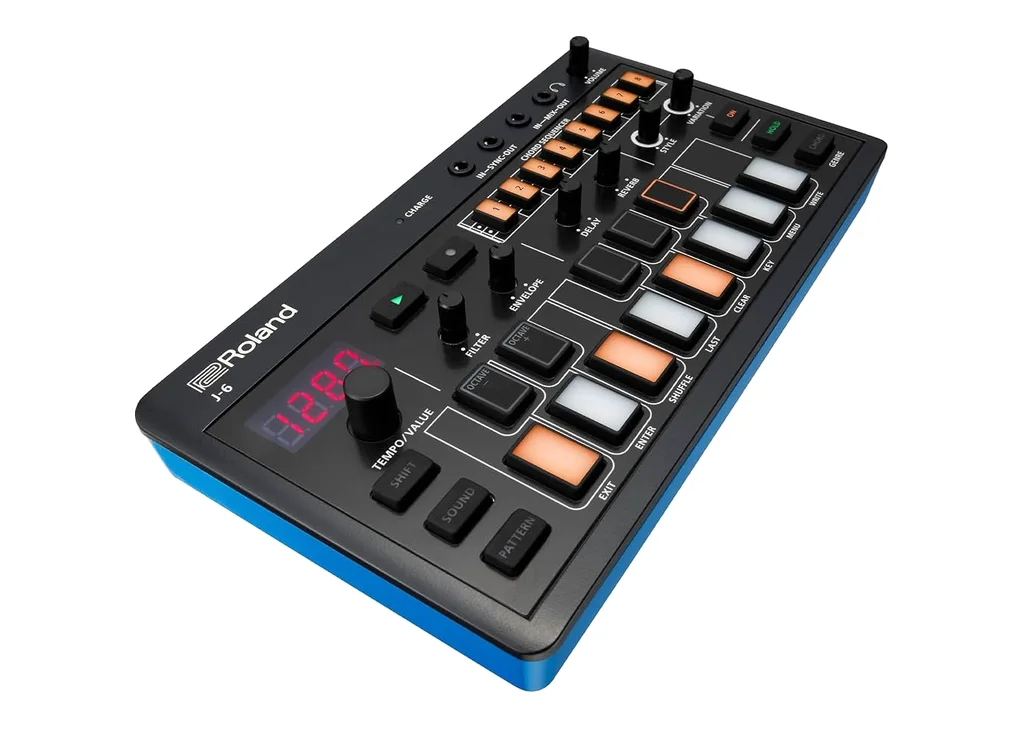 Roland
J-6
1280
TEMPO/VALUE
CHARGE
IN-SYNC-OUT
IN-MIX-OUT
VOLUME
CHORD SEQUENCER
1
2
3
4
5
6
7
8
FILTER
ENVELOPE
DELAY
REVERB
STYLE
VARIATION
ON
HOLD
CHORD
OCTAVE
-
OCTAVE
+
SHIFT
SOUND
PATTERN
EXIT
ENTER
SHUFFLE
LAST
CLEAR
KEY
MENU
WRITE
GENRE